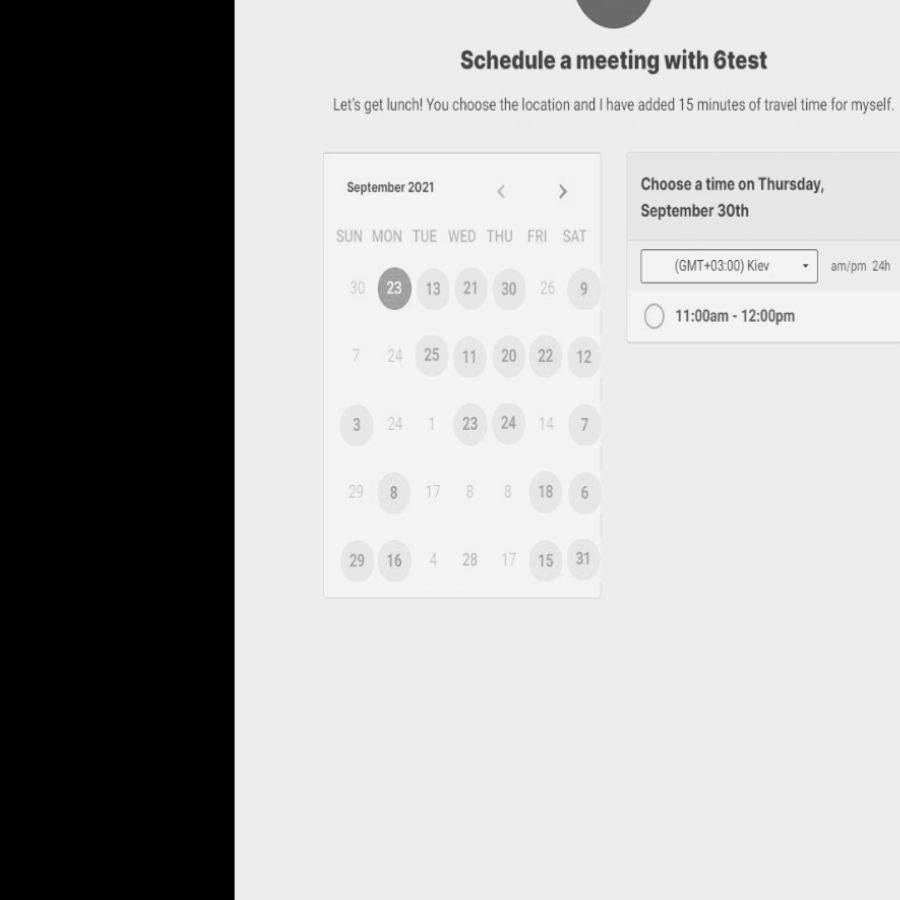 Schedule a meeting with 6test
Let's get lunch! You choose the location and I have added 15 minutes of travel time for myself.
September 2021
SUN MON TUE WED THU FRI SAT
30 23 13 21 30 26 9
7 24 25 11 20 22 12
3 24 1 23 24 14 7
29 8 17 8 8 18 6
29 16 4 28 17 15 31
Choose a time on Thursday,
September 30th
(GMT+03:00) Kiev am/pm 24h
11:00am - 12:00pm